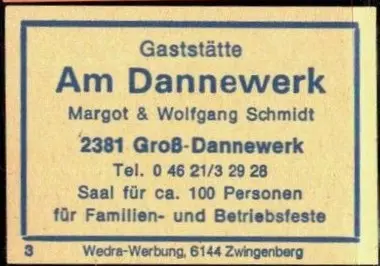 Gaststätte
Am Dannewerk
Margot & Wolfgang Schmidt
2381 Groß-Dannewerk
Tel. 0 46 21/3 29 28
Saal für ca. 100 Personen
für Familien- und Betriebsfeste
3 Wedra-Werbung, 6144 Zwingenberg